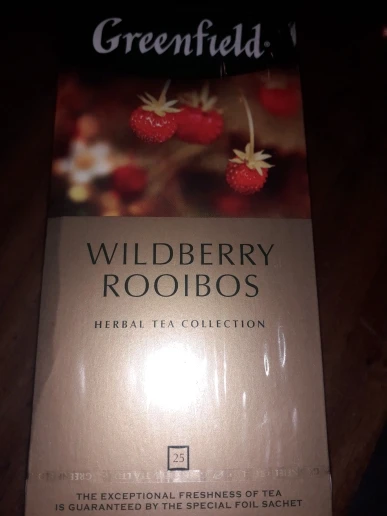 Greenfield
WILDBERRY
ROOIBOS
HERBAL TEA COLLECTION
25
THE EXCEPTIONAL FRESHNESS OF TEA
IS GUARANTEED BY THE SPECIAL FOIL SACHET